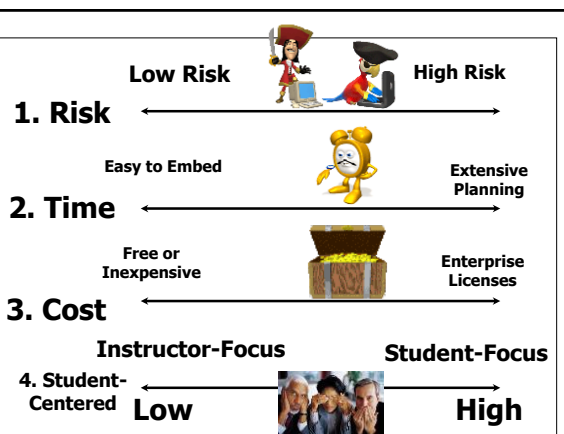 Low Risk
High Risk
1. Risk
Easy to Embed
Extensive
Planning
2. Time
Free or
Inexpensive
Enterprise
Licenses
3. Cost
Instructor-Focus
Student-Focus
4. Student-
Centered
Low
High